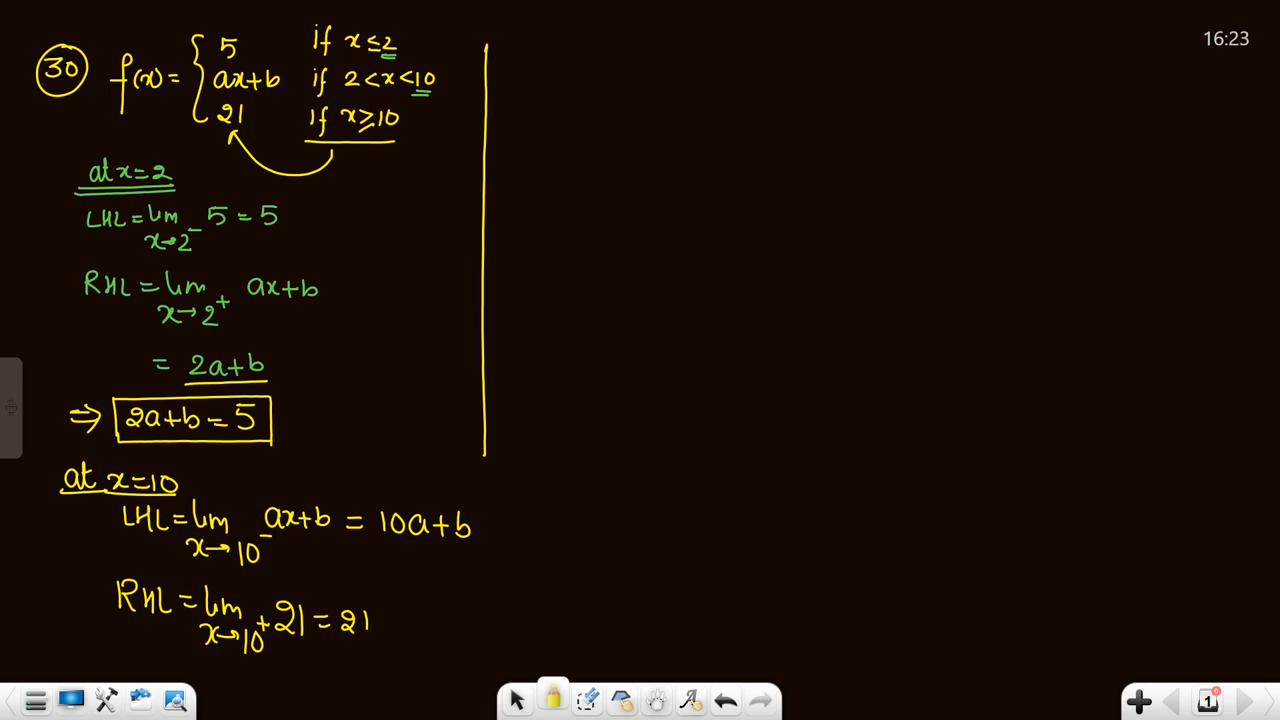 16:23
30 f(x) = { 5 if x ≤ 2
ax+b if 2 < x < 10
21 if x ≥ 10
at x = 2
LHL = lim x→2⁻ 5 = 5
RHL = lim x→2⁺ ax+b
= 2a+b
⇒ 2a+b = 5
at x = 10
LHL = lim x→10⁻ ax+b = 10a+b
RHL = lim x→10⁺ 21 = 21
1
0